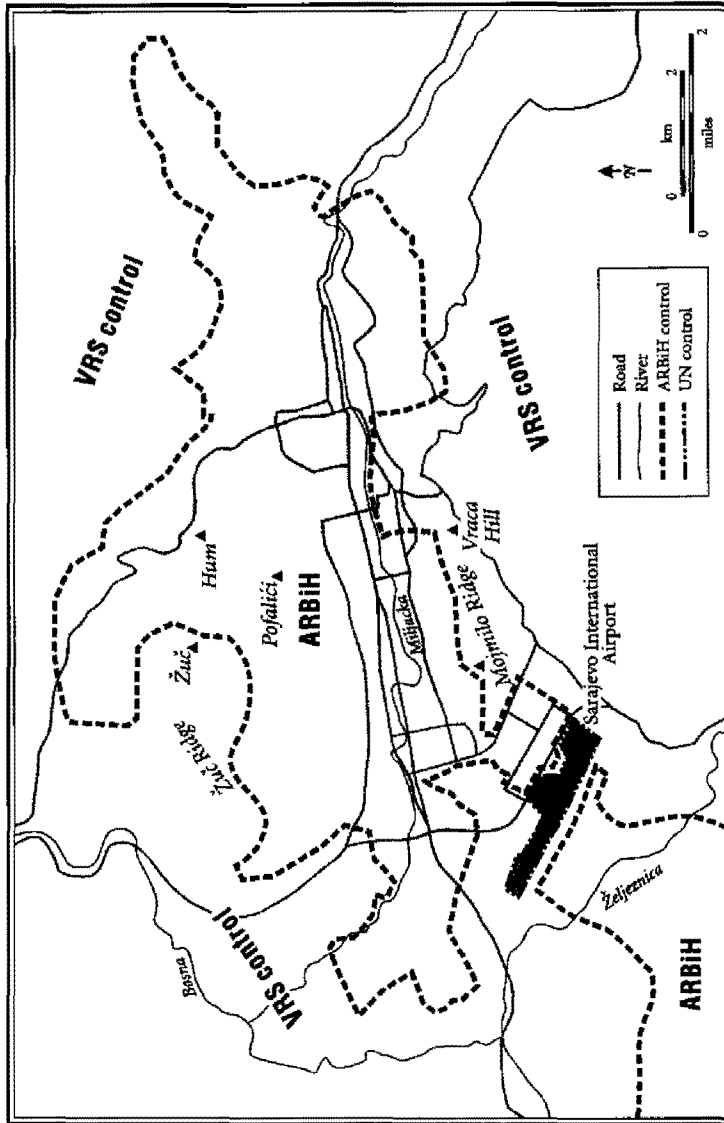 VRS control
Hum
Žuč
Pofalići
ARBiH
Žuč Ridge
Bosna
VRS control
Miljacka
Vraca
Hill
Mojmilo Ridge
VRS control
Sarajevo International
Airport
Željeznica
ARBiH
Road
River
ARBiH control
UN control
N
0 km 2
0 miles 2